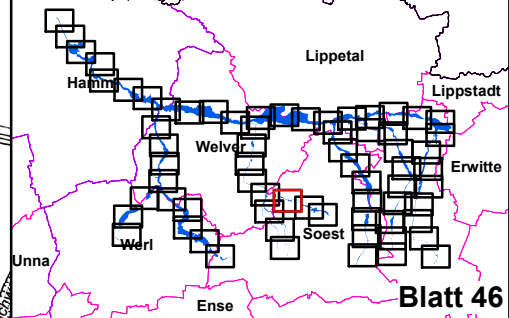 Lippetal
Hamm
Lippstadt
Welver
Erwitte
Soest
Werl
Unna
Blatt 46
Ense